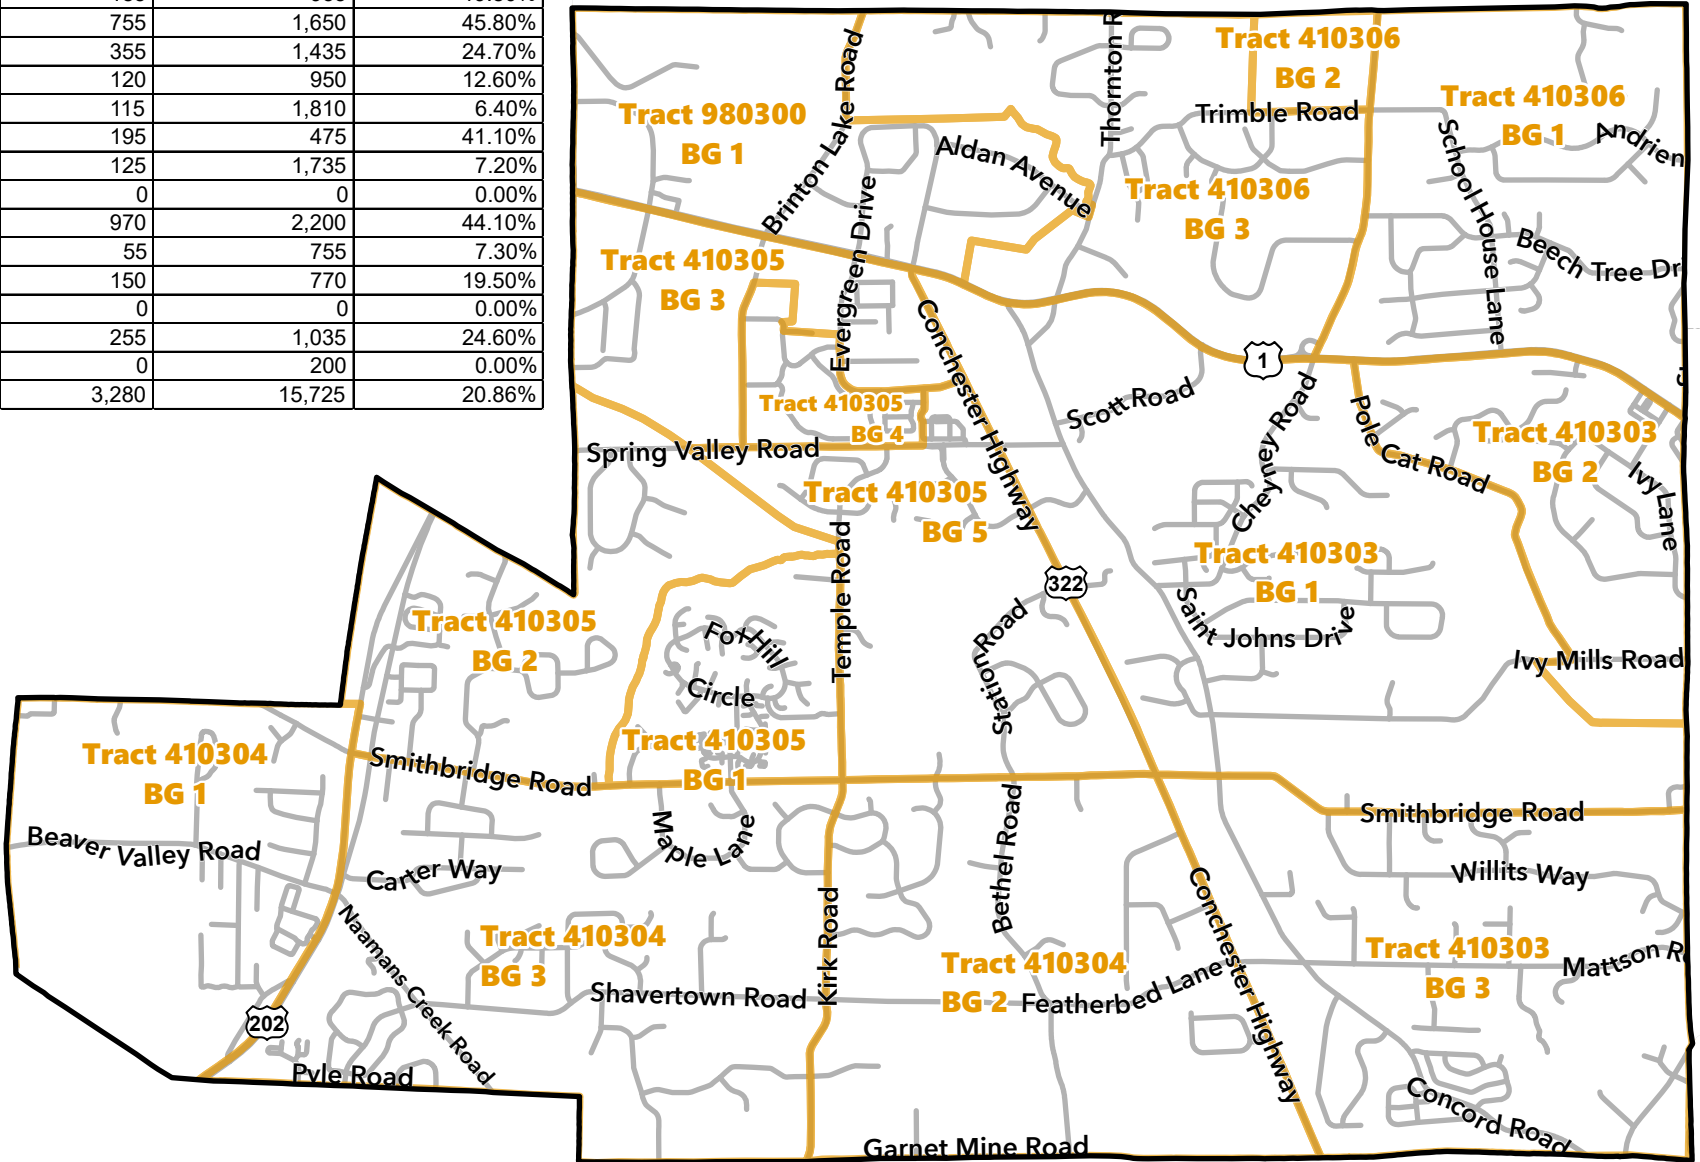 755 1,650 45.80%
355 1,435 24.70%
120 950 12.60%
115 1,810 6.40%
195 475 41.10%
125 1,735 7.20%
0 0 0.00%
970 2,200 44.10%
55 755 7.30%
150 770 19.50%
0 0 0.00%
255 1,035 24.60%
0 200 0.00%
3,280 15,725 20.86%
Tract 980300
BG 1
Brinton Lake Road
Thornton R
Tract 410306
BG 2
Trimble Road
Tract 410306
BG 1
Andrien
School House Lane
Aldan Avenue
Tract 410306
BG 3
Beech Tree Dr
Evergreen Drive
Tract 410305
BG 3
Conchester Highway
1
Scott Road
Cheyney Road
Pole Cat Road
Tract 410303
BG 2
Ivy Lane
Tract 410305
BG 4
Spring Valley Road
Tract 410305
BG 5
Temple Road
322
Tract 410303
BG 1
Saint Johns Drive
Ivy Mills Road
Station Road
Tract 410305
BG 2
Fox Hill
Circle
Tract 410305
BG 1
Tract 410304
BG 1
Smithbridge Road
Smithbridge Road
Beaver Valley Road
Carter Way
Maple Lane
Bethel Road
Willits Way
Kirk Road
Conchester Highway
Naamans Creek Road
Tract 410304
BG 3
Shavertown Road
Tract 410304
BG 2
Featherbed Lane
Tract 410303
BG 3
Mattson R
202
Pyle Road
Concord Road
Garnet Mine Road